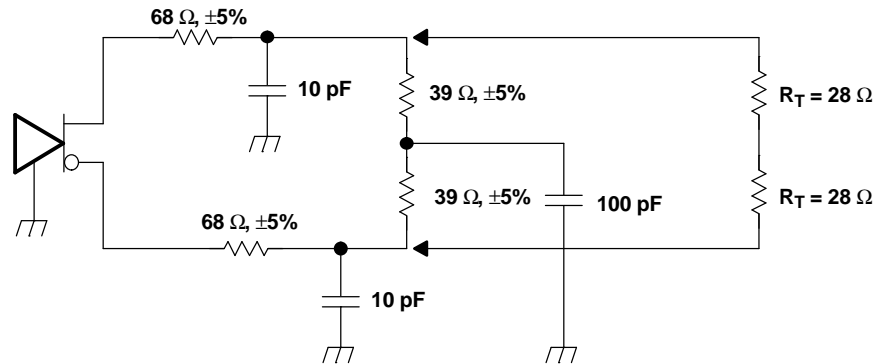 68 Ω, ±5%
10 pF
39 Ω, ±5%
R_T = 28 Ω
39 Ω, ±5%
100 pF
R_T = 28 Ω
68 Ω, ±5%
10 pF